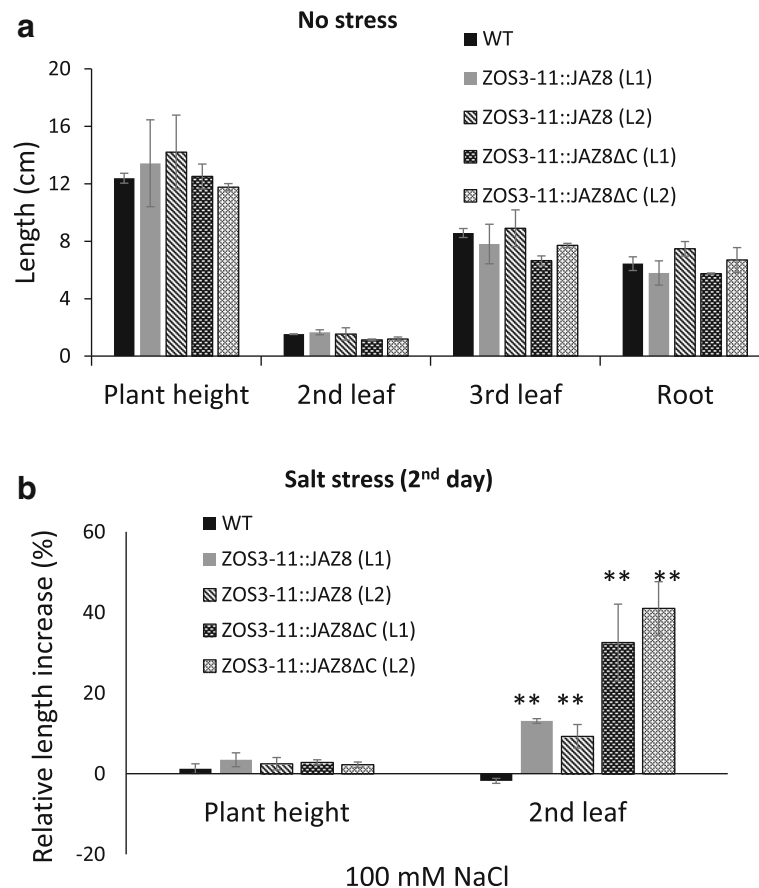 a
No stress
WT
ZOS3-11::JAZ8 (L1)
ZOS3-11::JAZ8 (L2)
ZOS3-11::JAZ8ΔC (L1)
ZOS3-11::JAZ8ΔC (L2)
Length (cm)
20
16
12
8
4
0
Plant height 2nd leaf 3rd leaf Root
b
Salt stress (2nd day)
WT
ZOS3-11::JAZ8 (L1)
ZOS3-11::JAZ8 (L2)
ZOS3-11::JAZ8ΔC (L1)
ZOS3-11::JAZ8ΔC (L2)
Relative length increase (%)
60
40
20
0
-20
** ** ** **
Plant height 2nd leaf
100 mM NaCl